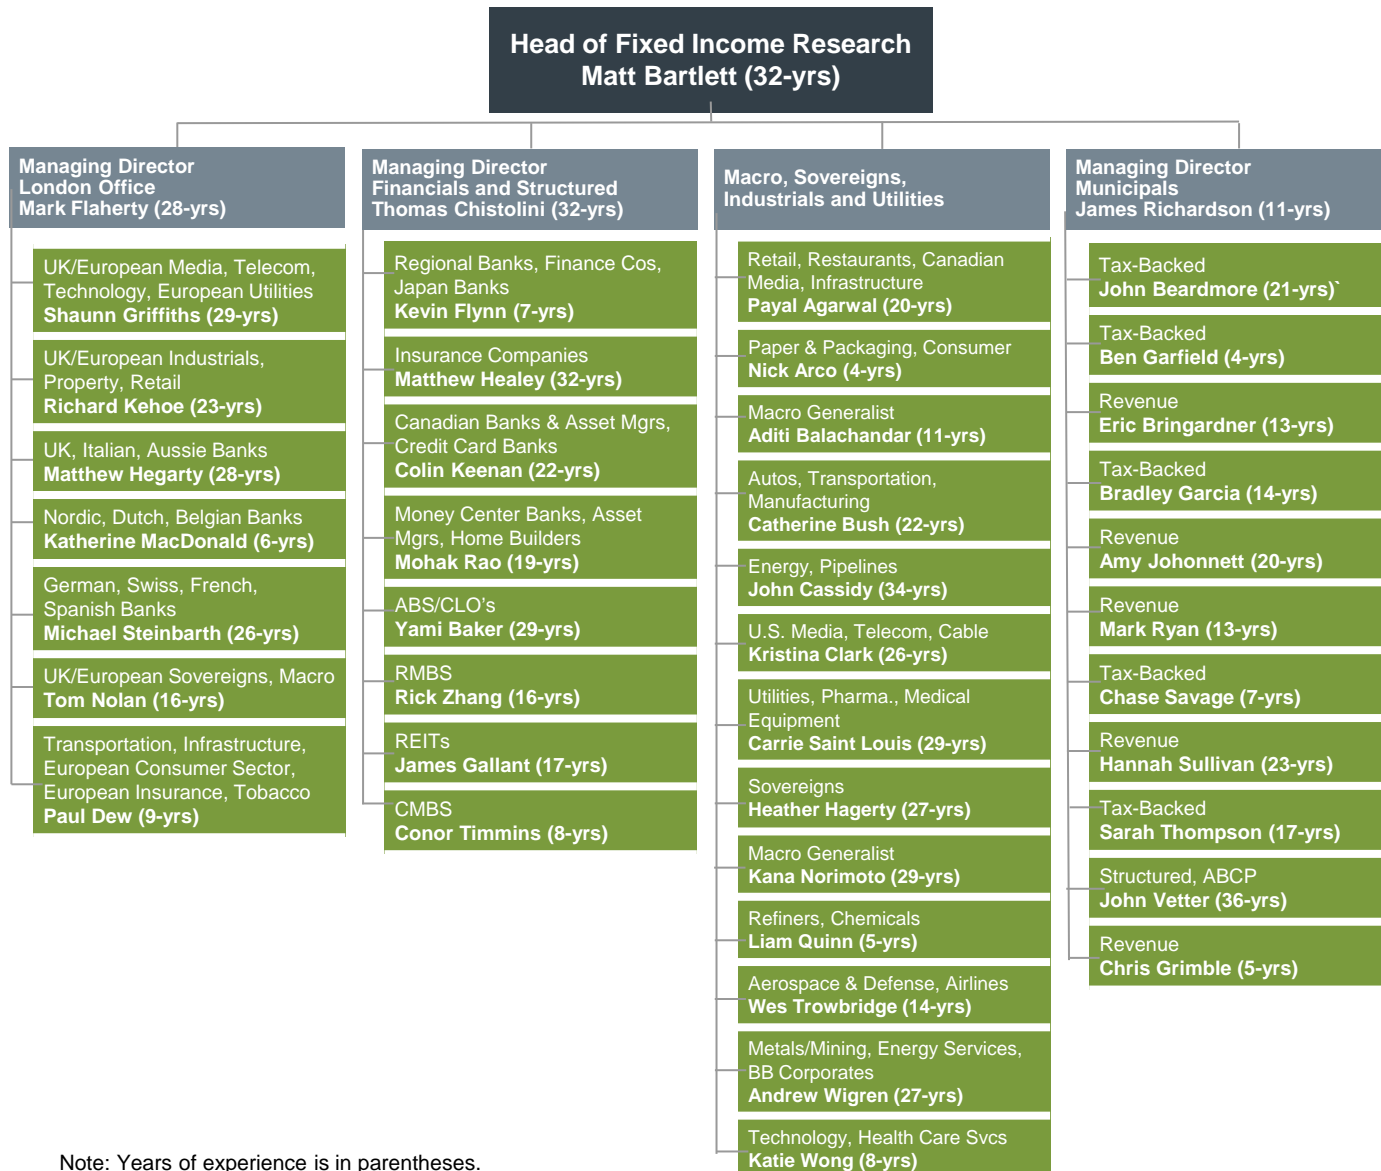 Head of Fixed Income Research
Matt Bartlett (32-yrs)
Managing Director
London Office
Mark Flaherty (28-yrs)
UK/European Media, Telecom,
Technology, European Utilities
Shaunn Griffiths (29-yrs)
UK/European Industrials,
Property, Retail
Richard Kehoe (23-yrs)
UK, Italian, Aussie Banks
Matthew Hegarty (28-yrs)
Nordic, Dutch, Belgian Banks
Katherine MacDonald (6-yrs)
German, Swiss, French,
Spanish Banks
Michael Steinbarth (26-yrs)
UK/European Sovereigns, Macro
Tom Nolan (16-yrs)
Transportation, Infrastructure,
European Consumer Sector,
European Insurance, Tobacco
Paul Dew (9-yrs)
Managing Director
Financials and Structured
Thomas Chistolini (32-yrs)
Regional Banks, Finance Cos,
Japan Banks
Kevin Flynn (7-yrs)
Insurance Companies
Matthew Healey (32-yrs)
Canadian Banks & Asset Mgrs,
Credit Card Banks
Colin Keenan (22-yrs)
Money Center Banks, Asset
Mgrs, Home Builders
Mohak Rao (19-yrs)
ABS/CLO's
Yami Baker (29-yrs)
RMBS
Rick Zhang (16-yrs)
REITs
James Gallant (17-yrs)
CMBS
Conor Timmins (8-yrs)
Macro, Sovereigns,
Industrials and Utilities
Retail, Restaurants, Canadian
Media, Infrastructure
Payal Agarwal (20-yrs)
Paper & Packaging, Consumer
Nick Arco (4-yrs)
Macro Generalist
Aditi Balachandar (11-yrs)
Autos, Transportation,
Manufacturing
Catherine Bush (22-yrs)
Energy, Pipelines
John Cassidy (34-yrs)
U.S. Media, Telecom, Cable
Kristina Clark (26-yrs)
Utilities, Pharma., Medical
Equipment
Carrie Saint Louis (29-yrs)
Sovereigns
Heather Hagerty (27-yrs)
Macro Generalist
Kana Norimoto (29-yrs)
Refiners, Chemicals
Liam Quinn (5-yrs)
Aerospace & Defense, Airlines
Wes Trowbridge (14-yrs)
Metals/Mining, Energy Services,
BB Corporates
Andrew Wigren (27-yrs)
Technology, Health Care Svcs
Katie Wong (8-yrs)
Managing Director
Municipals
James Richardson (11-yrs)
Tax-Backed
John Beardmore (21-yrs)`
Tax-Backed
Ben Garfield (4-yrs)
Revenue
Eric Bringardner (13-yrs)
Tax-Backed
Bradley Garcia (14-yrs)
Revenue
Amy Johonnett (20-yrs)
Revenue
Mark Ryan (13-yrs)
Tax-Backed
Chase Savage (7-yrs)
Revenue
Hannah Sullivan (23-yrs)
Tax-Backed
Sarah Thompson (17-yrs)
Structured, ABCP
John Vetter (36-yrs)
Revenue
Chris Grimble (5-yrs)
Note: Years of experience is in parentheses.